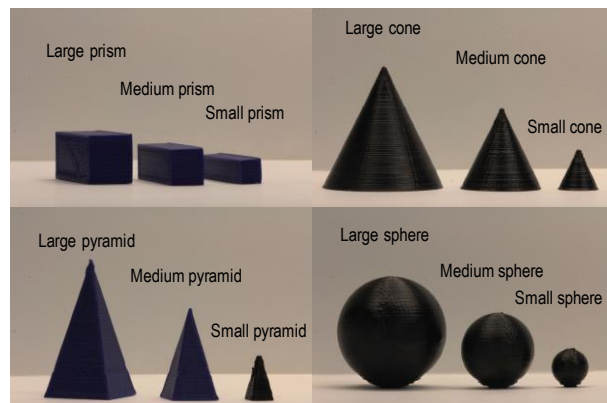 Large prism
Medium prism
Small prism
Large cone
Medium cone
Small cone
Large pyramid
Medium pyramid
Small pyramid
Large sphere
Medium sphere
Small sphere